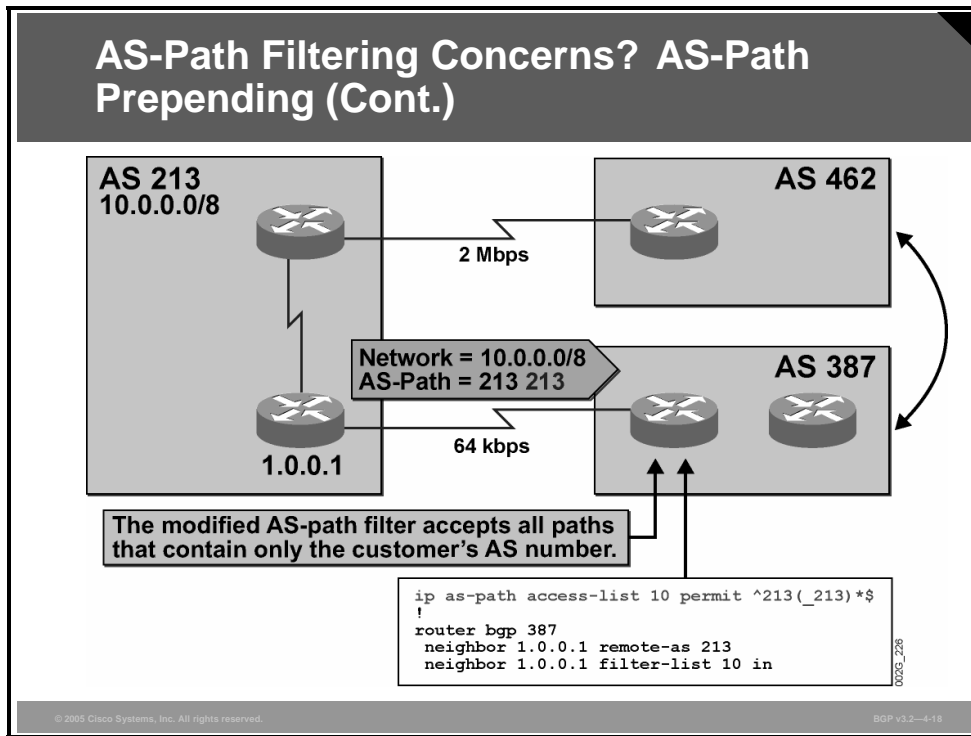 AS-Path Filtering Concerns? AS-Path
Prepending (Cont.)
AS 213
10.0.0.0/8
AS 462
2 Mbps
Network = 10.0.0.0/8
AS-Path = 213 213
AS 387
64 kbps
1.0.0.1
The modified AS-path filter accepts all paths
that contain only the customer's AS number.
ip as-path access-list 10 permit ^213(_213)*$
!
router bgp 387
neighbor 1.0.0.1 remote-as 213
neighbor 1.0.0.1 filter-list 10 in
002G_226
© 2005 Cisco Systems, Inc. All rights reserved.
BGP v3.2—4-18